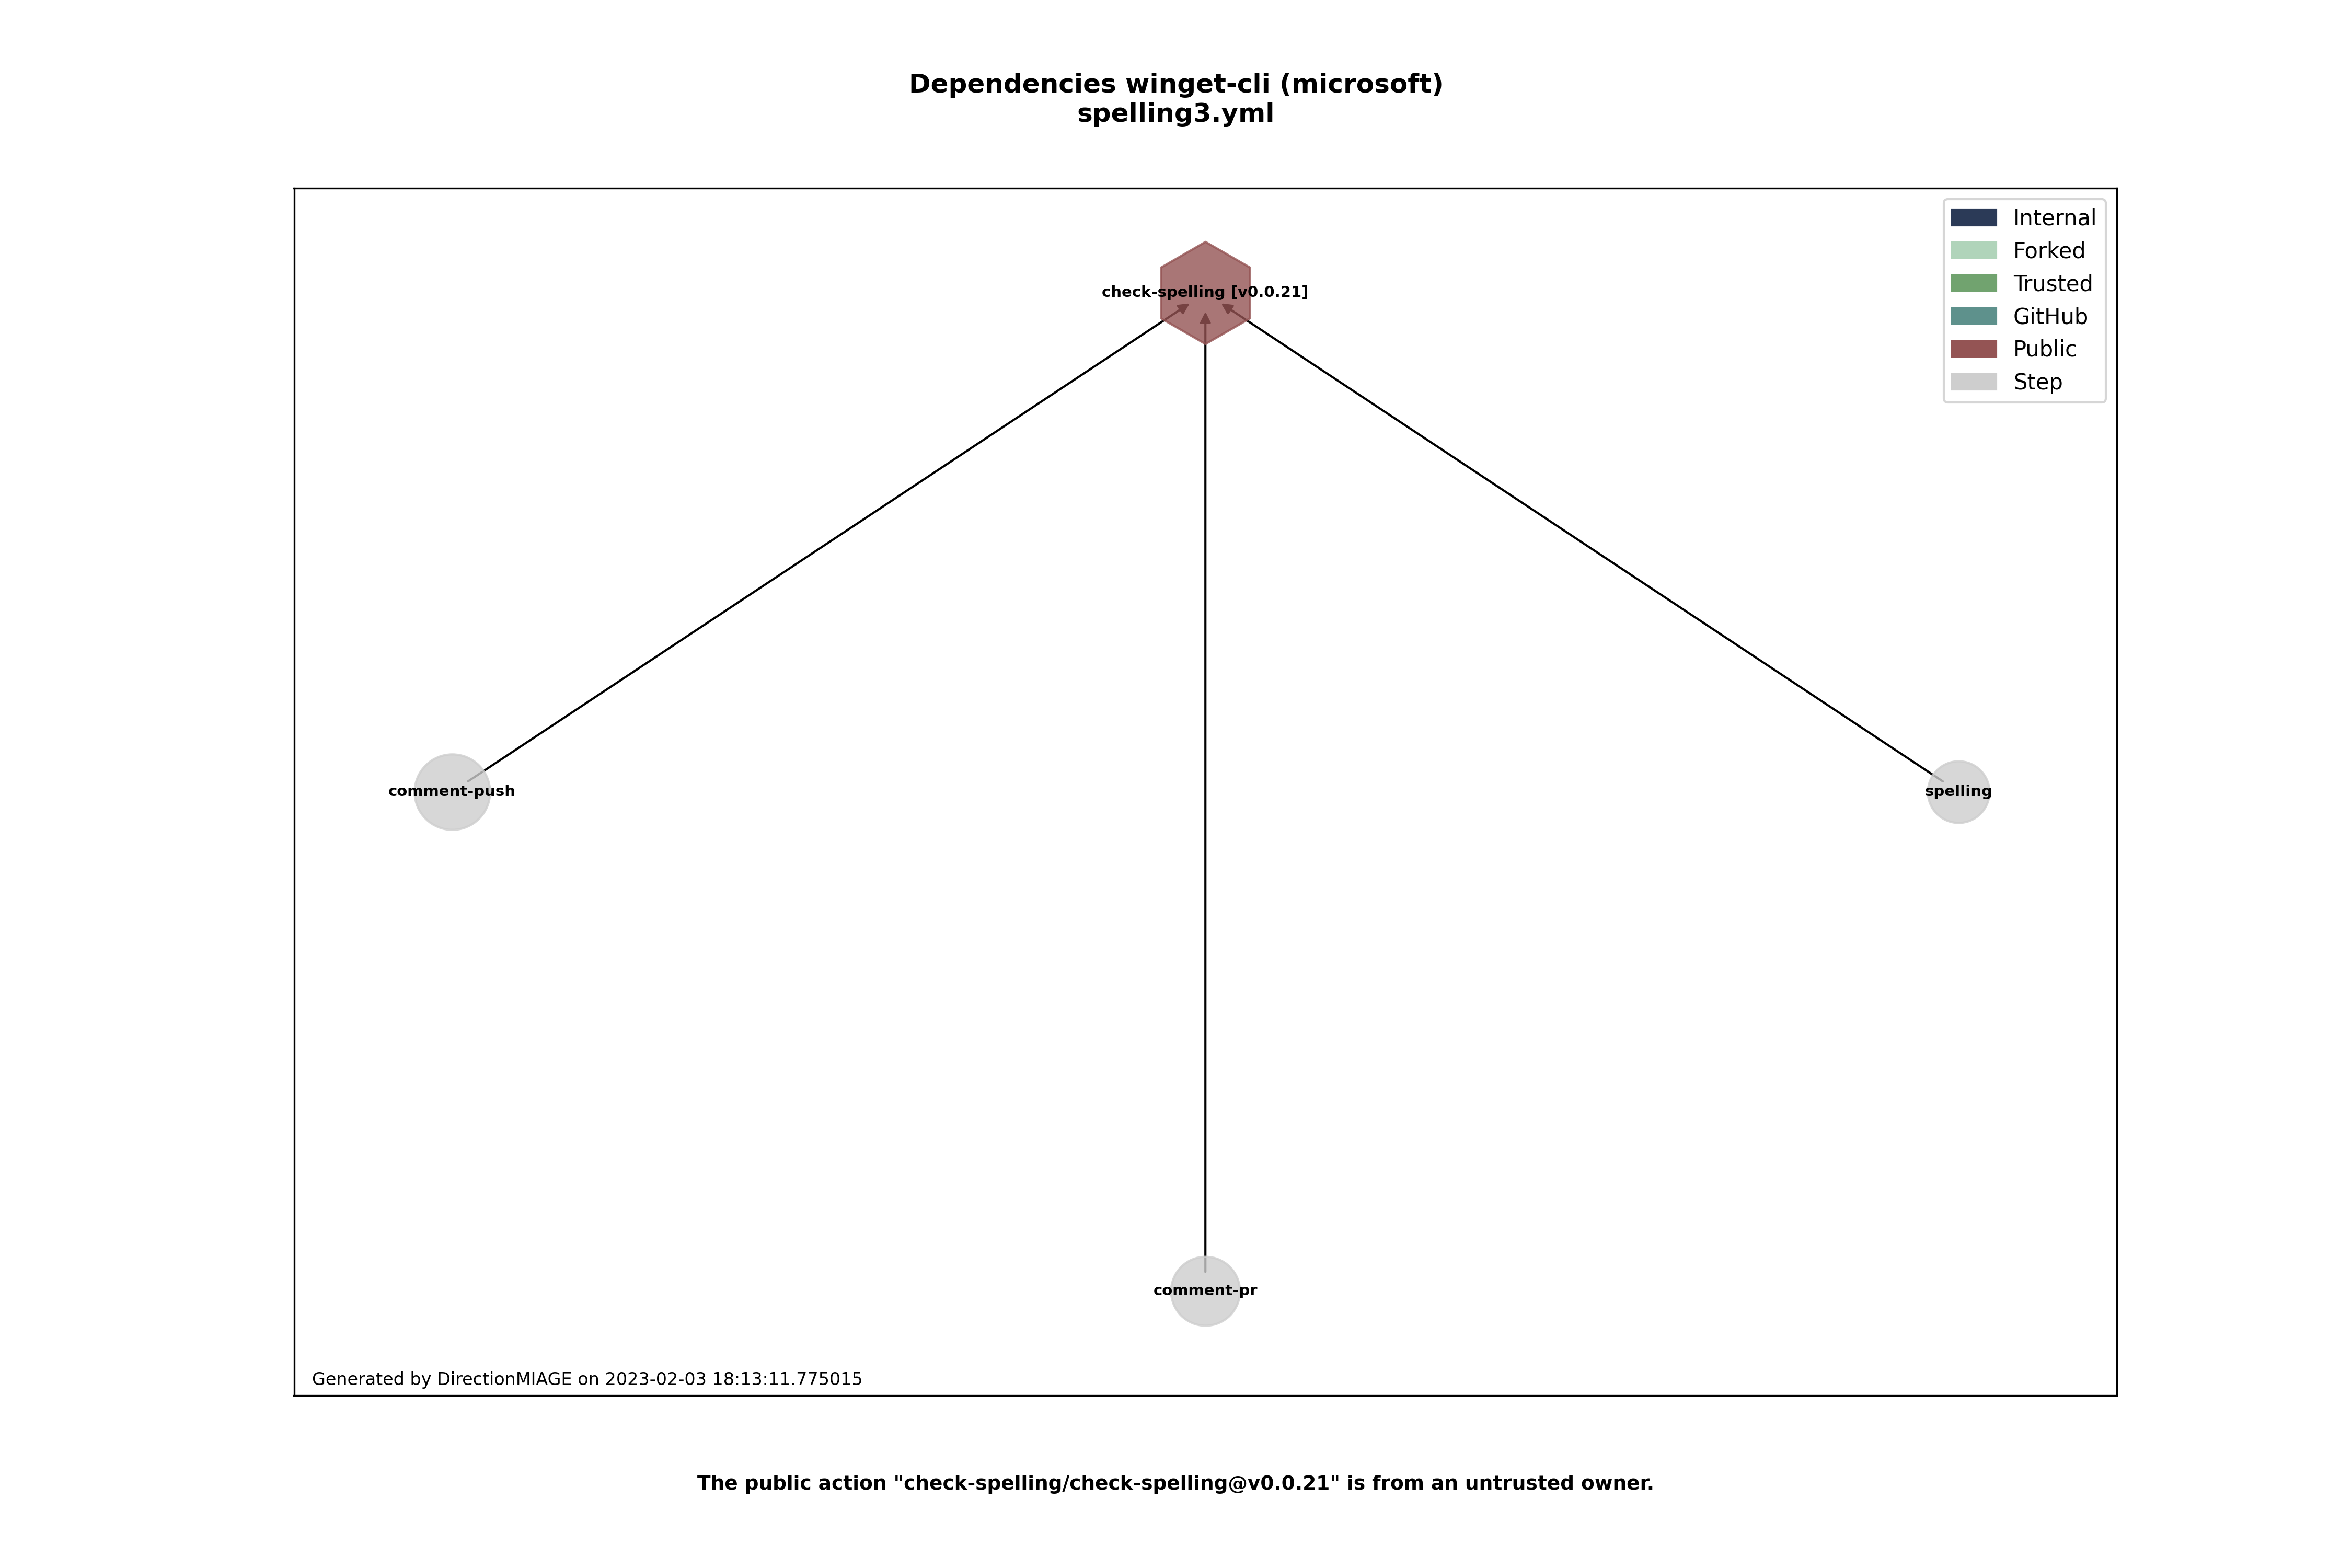 Dependencies winget-cli (microsoft)
spelling3.yml
Internal
Forked
Trusted
GitHub
Public
Step
check-spelling [v0.0.21]
comment-push
spelling
comment-pr
Generated by DirectionMIAGE on 2023-02-03 18:13:11.775015
The public action "check-spelling/check-spelling@v0.0.21" is from an untrusted owner.